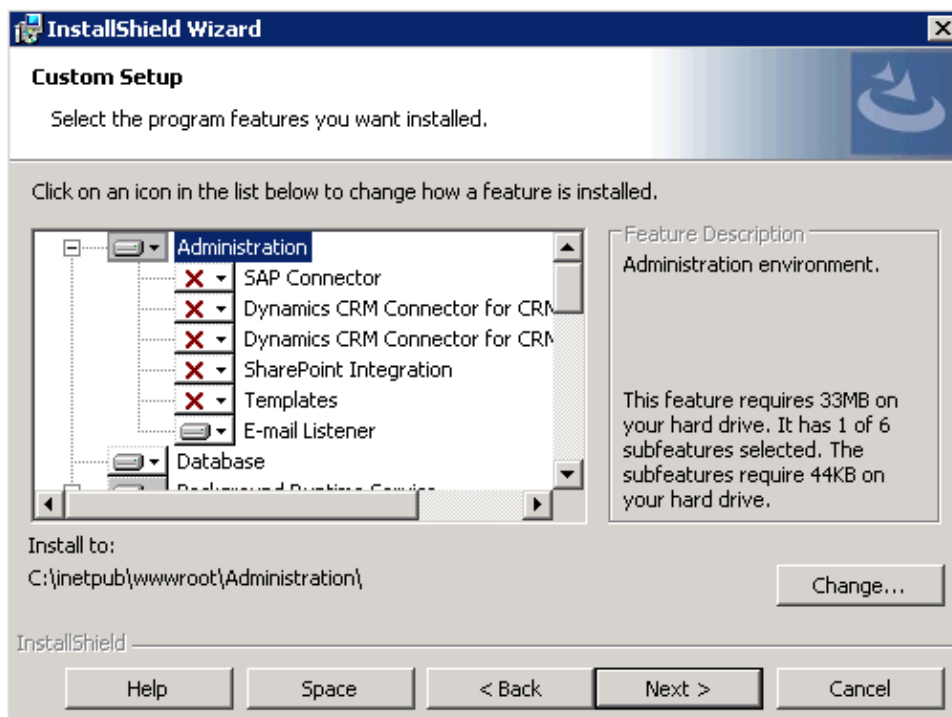 InstallShield Wizard
Custom Setup
Select the program features you want installed.
Click on an icon in the list below to change how a feature is installed.
Administration
SAP Connector
Dynamics CRM Connector for CRM
Dynamics CRM Connector for CRM
SharePoint Integration
Templates
E-mail Listener
Database
Background Runtime Service
Feature Description
Administration environment.
This feature requires 33MB on
your hard drive. It has 1 of 6
subfeatures selected. The
subfeatures require 44KB on
your hard drive.
Install to:
C:\inetpub\wwwroot\Administration\
Change...
InstallShield
Help
Space
< Back
Next >
Cancel